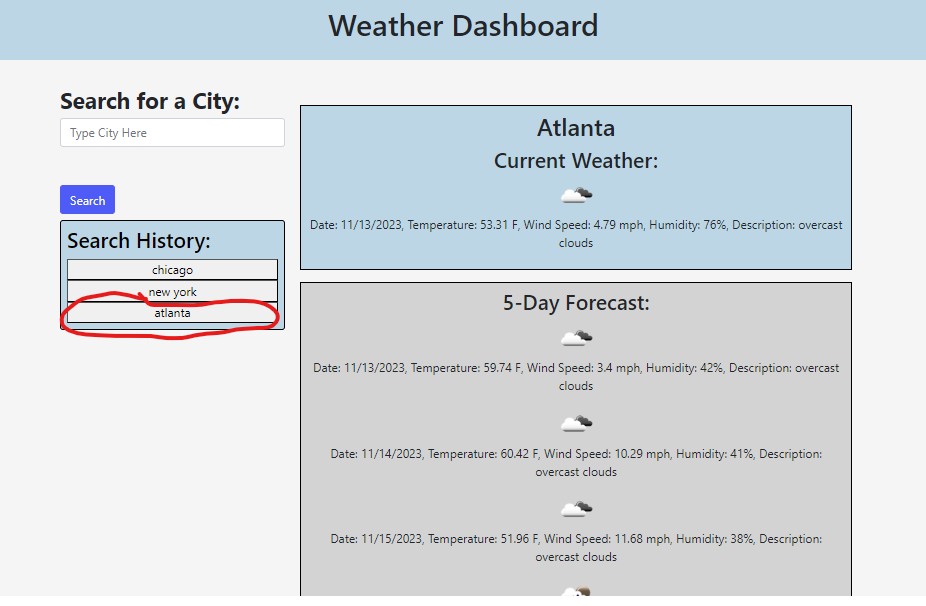 Weather Dashboard
Search for a City:
Type City Here
Search
Search History:
chicago
new york
atlanta
Atlanta
Current Weather:
Date: 11/13/2023, Temperature: 53.31 F, Wind Speed: 4.79 mph, Humidity: 76%, Description: overcast
clouds
5-Day Forecast:
Date: 11/13/2023, Temperature: 59.74 F, Wind Speed: 3.4 mph, Humidity: 42%, Description: overcast
clouds
Date: 11/14/2023, Temperature: 60.42 F, Wind Speed: 10.29 mph, Humidity: 41%, Description:
overcast clouds
Date: 11/15/2023, Temperature: 51.96 F, Wind Speed: 11.68 mph, Humidity: 38%, Description:
overcast clouds